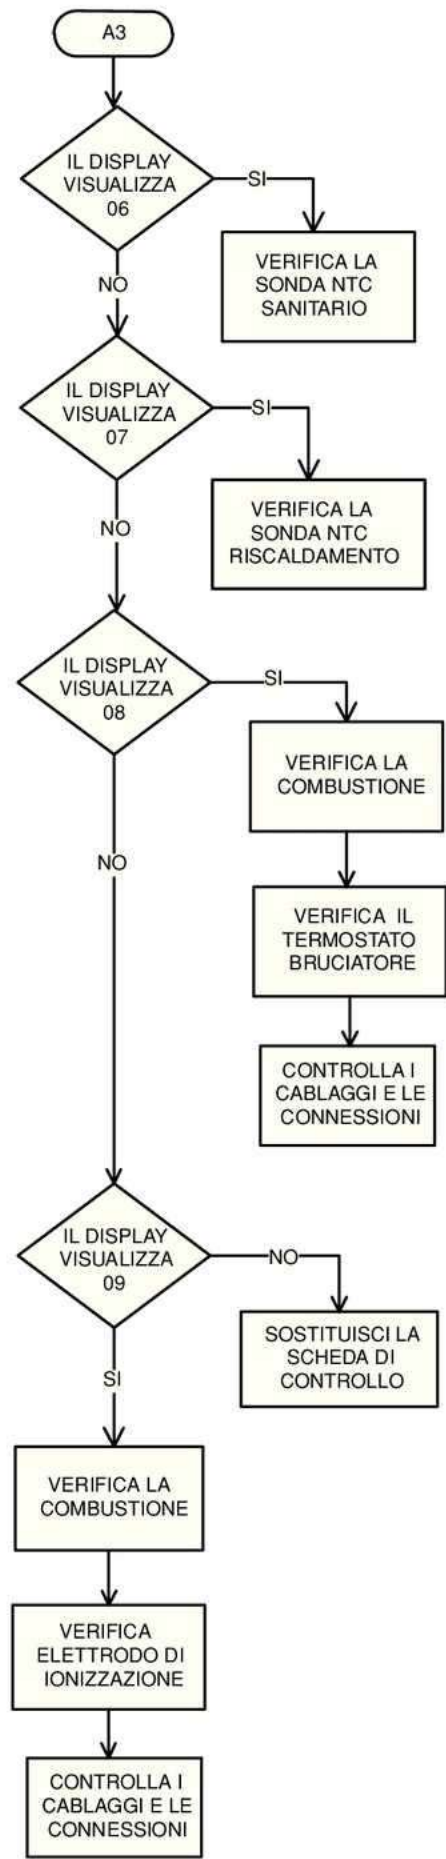 A3
IL DISPLAY
VISUALIZZA
06
SI
VERIFICA LA
SONDA NTC
SANITARIO
NO
IL DISPLAY
VISUALIZZA
07
SI
VERIFICA LA
SONDA NTC
RISCALDAMENTO
NO
IL DISPLAY
VISUALIZZA
08
SI
VERIFICA LA
COMBUSTIONE
VERIFICA IL
TERMOSTATO
BRUCIATORE
CONTROLLA I
CABLAGGI E LE
CONNESSIONI
NO
IL DISPLAY
VISUALIZZA
09
NO
SOSTITUISCI LA
SCHEDA DI
CONTROLLO
SI
VERIFICA LA
COMBUSTIONE
VERIFICA
ELETTRODO DI
IONIZZAZIONE
CONTROLLA I
CABLAGGI E LE
CONNESSIONI